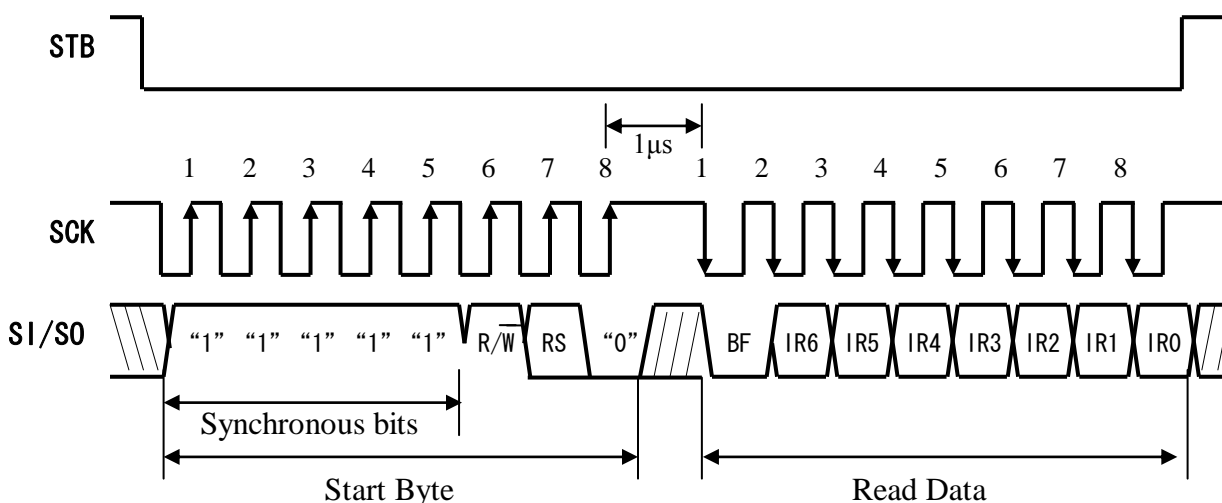 STB
1μs
1 2 3 4 5 6 7 8 1 2 3 4 5 6 7 8
SCK
SI/SO "1" "1" "1" "1" "1" R/W̅ RS "0" BF IR6 IR5 IR4 IR3 IR2 IR1 IR0
Synchronous bits
Start Byte Read Data